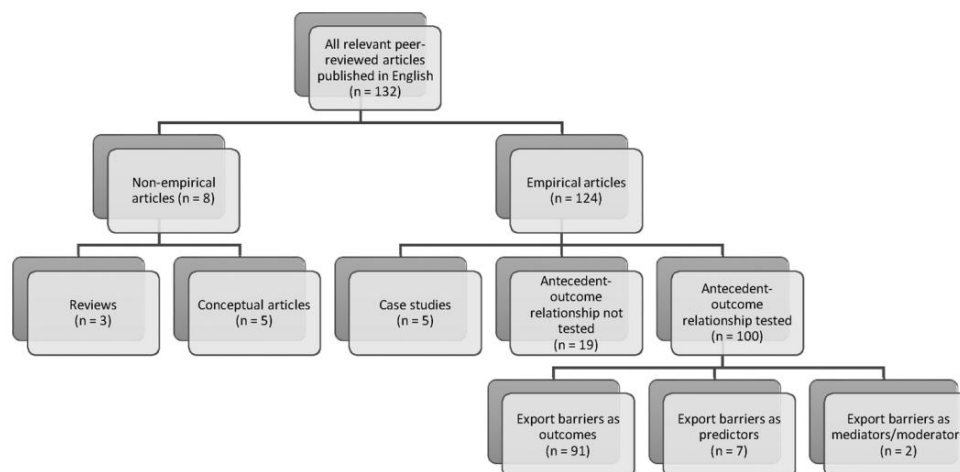 All relevant peer-
reviewed articles
published in English
(n = 132)
Non-empirical
articles (n = 8)
Empirical articles
(n = 124)
Reviews
(n = 3)
Conceptual articles
(n = 5)
Case studies
(n = 5)
Antecedent-
outcome
relationship not
tested
(n = 19)
Antecedent-
outcome
relationship tested
(n = 100)
Export barriers as
outcomes
(n = 91)
Export barriers as
predictors
(n = 7)
Export barriers as
mediators/moderator
(n = 2)